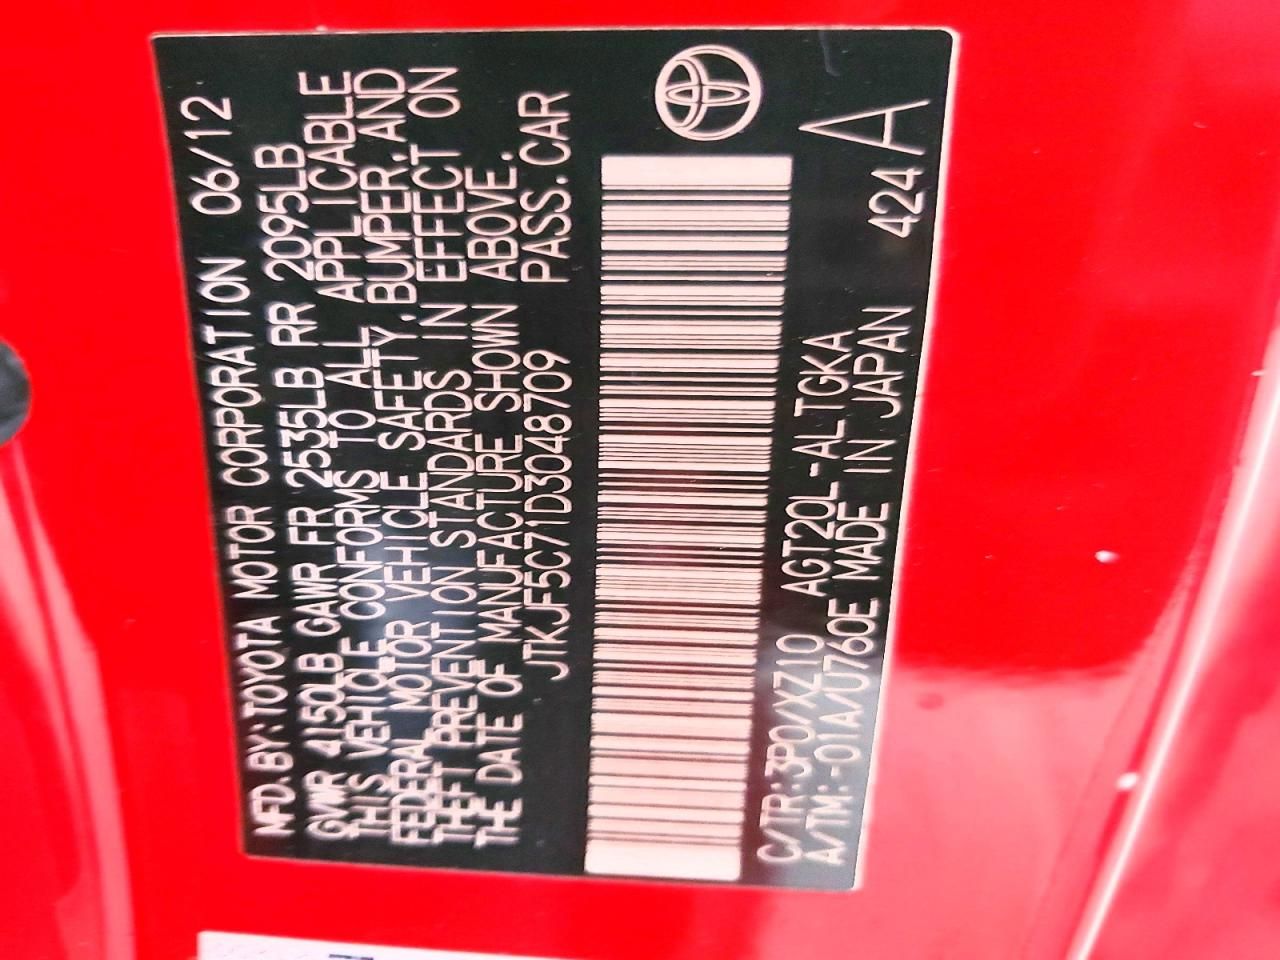 MFD.BY:TOYOTA MOTOR CORPORATION 06/12
GVWR 4150LB GAWR FR 2535LB RR 2095LB
THIS VEHICLE CONFORMS TO ALL APPLICABLE
FEDERAL MOTOR VEHICLE SAFETY,BUMPER,AND
THEFT PREVENTION STANDARDS IN EFFECT ON
THE DATE OF MANUFACTURE SHOWN ABOVE.
JTKJF5C71D3048709 PASS.CAR
C/TR:3P0/XZ10 AGT20L-ALTGKA
A/TM:-01A/U760E MADE IN JAPAN 424 A